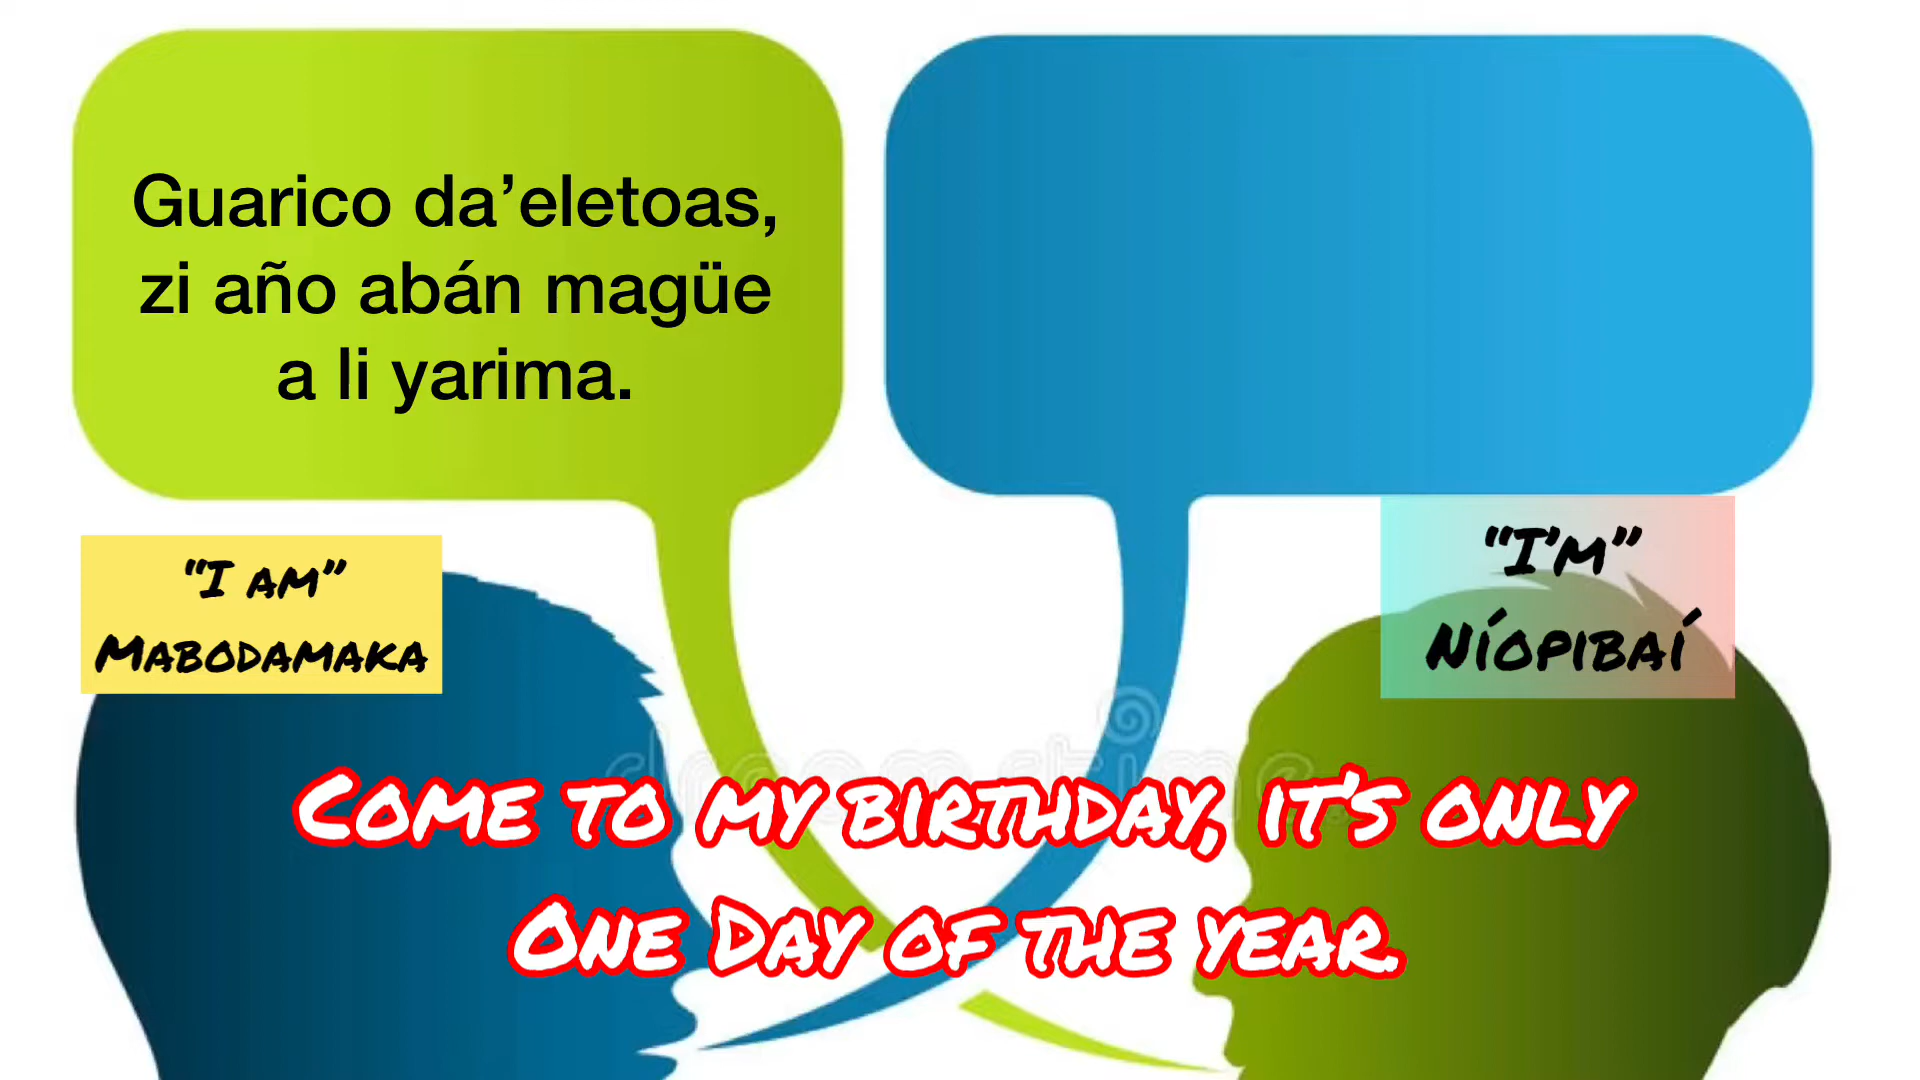 Guarico da’eletoas,
zi año abán magüe
a li yarima.
“I am”
Mabodamaka
“I’m”
Níopibaí
dreamstime
Come to my birthday, it’s only
One Day of the year.